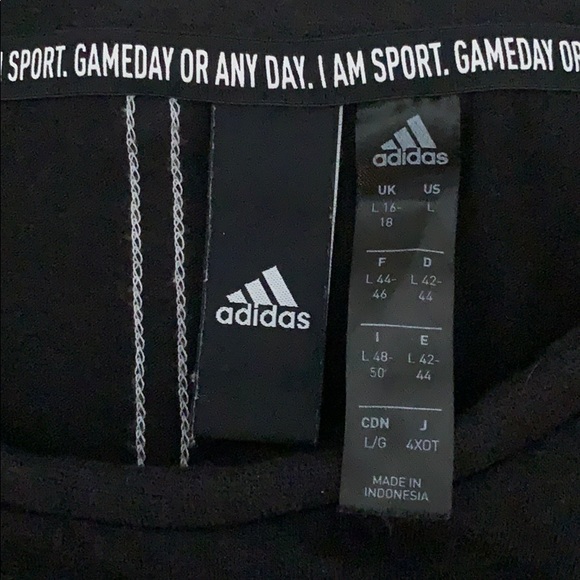 I SPORT. GAMEDAY OR ANY DAY. I AM SPORT. GAMEDAY OR
adidas
adidas
UK US
L 16-18 L
F D
L 44-46 L 42-44
I E
L 48-50 L 42-44
CDN J
L/G 4XOT
MADE IN
INDONESIA